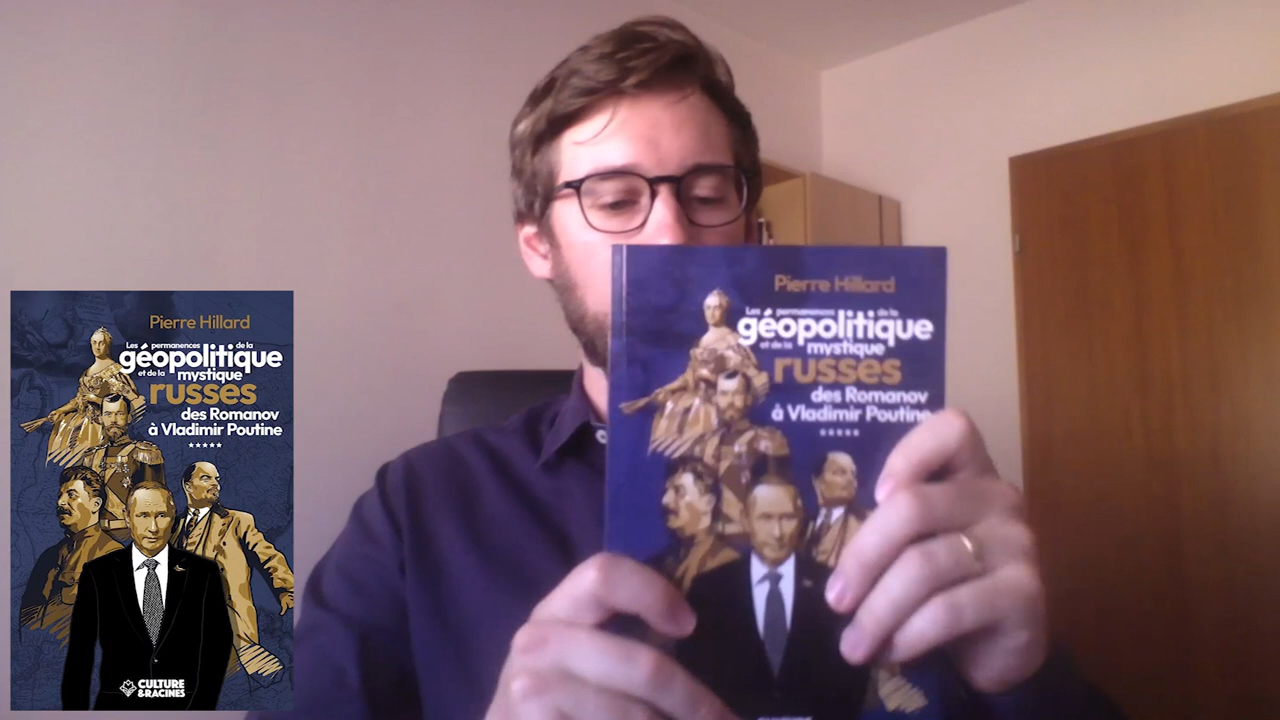 Pierre Hillard
Les permanences de la
géopolitique
et de la mystique
russes
des Romanov
à Vladimir Poutine
CULTURE
&RACINES
Pierre Hillard
Les permanences de la
géopolitique
et de la mystique
russes
des Romanov
à Vladimir Poutine